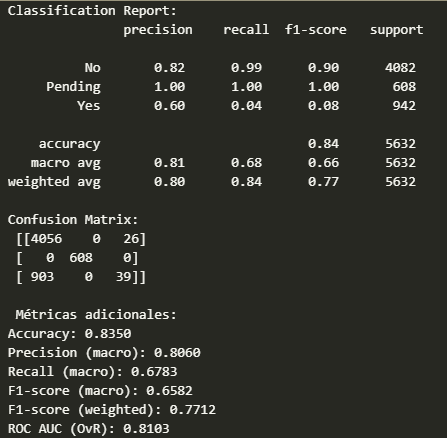 Classification Report:
precision recall f1-score support
No 0.82 0.99 0.90 4082
Pending 1.00 1.00 1.00 608
Yes 0.60 0.04 0.08 942
accuracy 0.84 5632
macro avg 0.81 0.68 0.66 5632
weighted avg 0.80 0.84 0.77 5632
Confusion Matrix:
[[4056 0 26]
[ 0 608 0]
[ 903 0 39]]
Métricas adicionales:
Accuracy: 0.8350
Precision (macro): 0.8060
Recall (macro): 0.6783
F1-score (macro): 0.6582
F1-score (weighted): 0.7712
ROC AUC (OvR): 0.8103